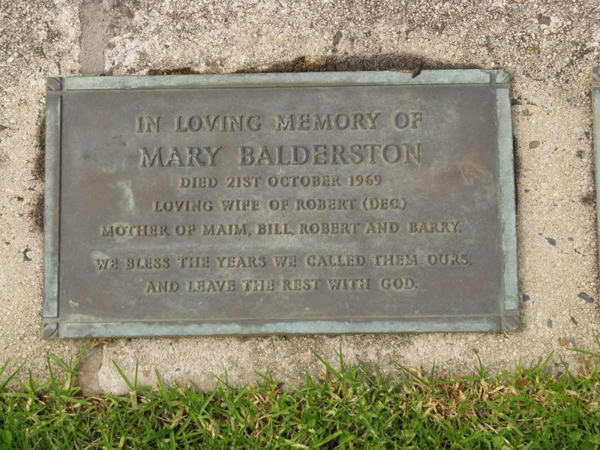 IN LOVING MEMORY OF
MARY BALDERSTON
DIED 21ST OCTOBER 1969
LOVING WIFE OF ROBERT (DEC.)
MOTHER OF MAIM, BILL, ROBERT AND BARRY.
WE BLESS THE YEARS WE CALLED THEM OURS,
AND LEAVE THE REST WITH GOD.